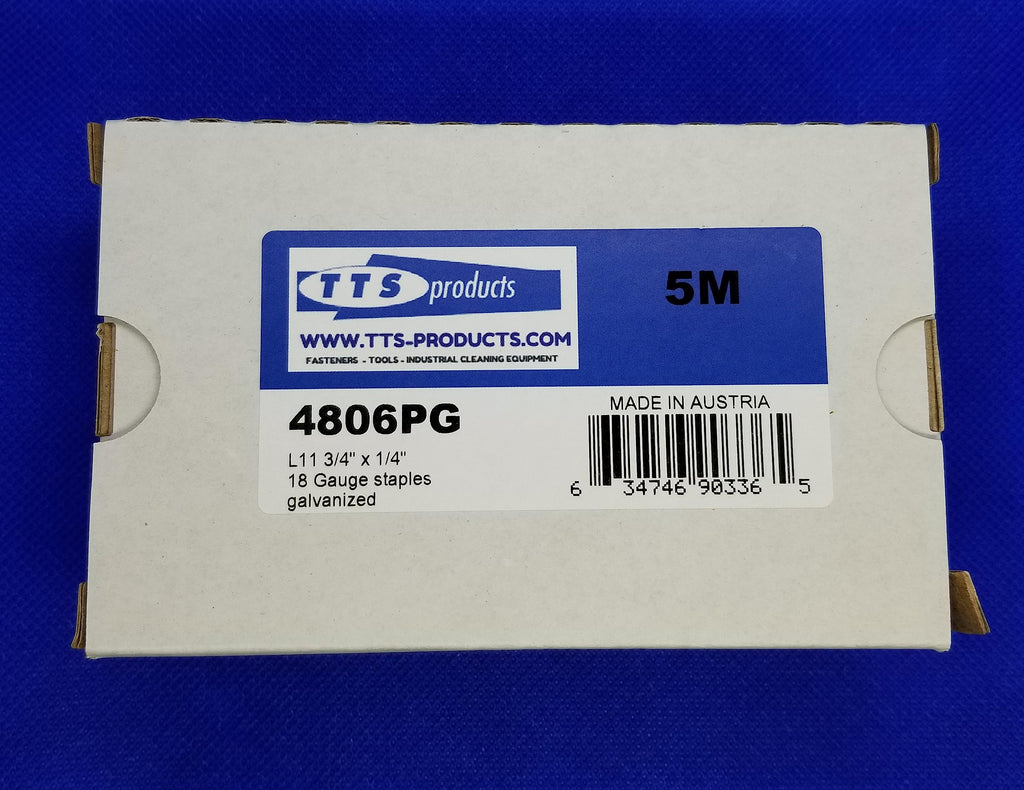 TTS products
WWW.TTS-PRODUCTS.COM
FASTENERS - TOOLS - INDUSTRIAL CLEANING EQUIPMENT
5M
4806PG
L11 3/4" x 1/4"
18 Gauge staples
galvanized
MADE IN AUSTRIA
6 34746 90336 5